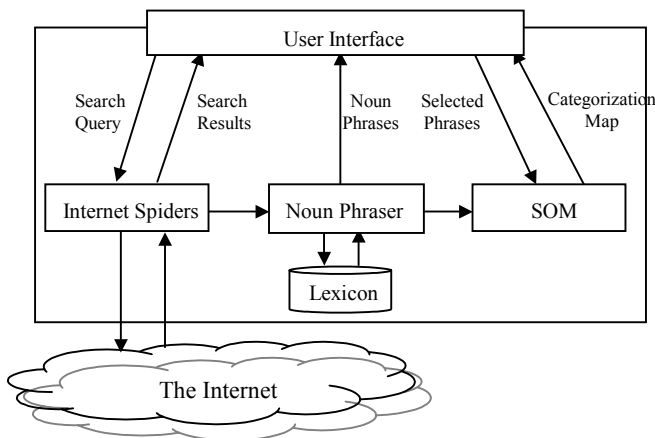 User Interface
Search
Query
Search
Results
Noun
Phrases
Selected
Phrases
Categorization
Map
Internet Spiders
Noun Phraser
SOM
Lexicon
The Internet